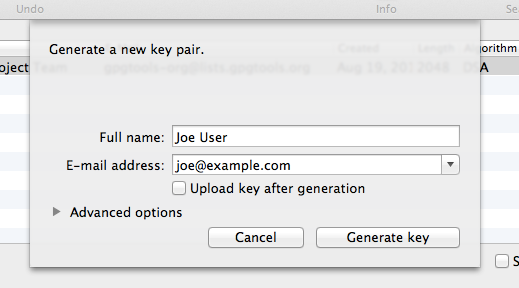 Undo Info Se
Generate a new key pair.
Created Length Algorithm
oject Team gpgtools-org@lists.gpgtools.org Aug 19, 201 2048
Full name: Joe User
E-mail address: joe@example.com
Upload key after generation
Advanced options
Cancel Generate key
S